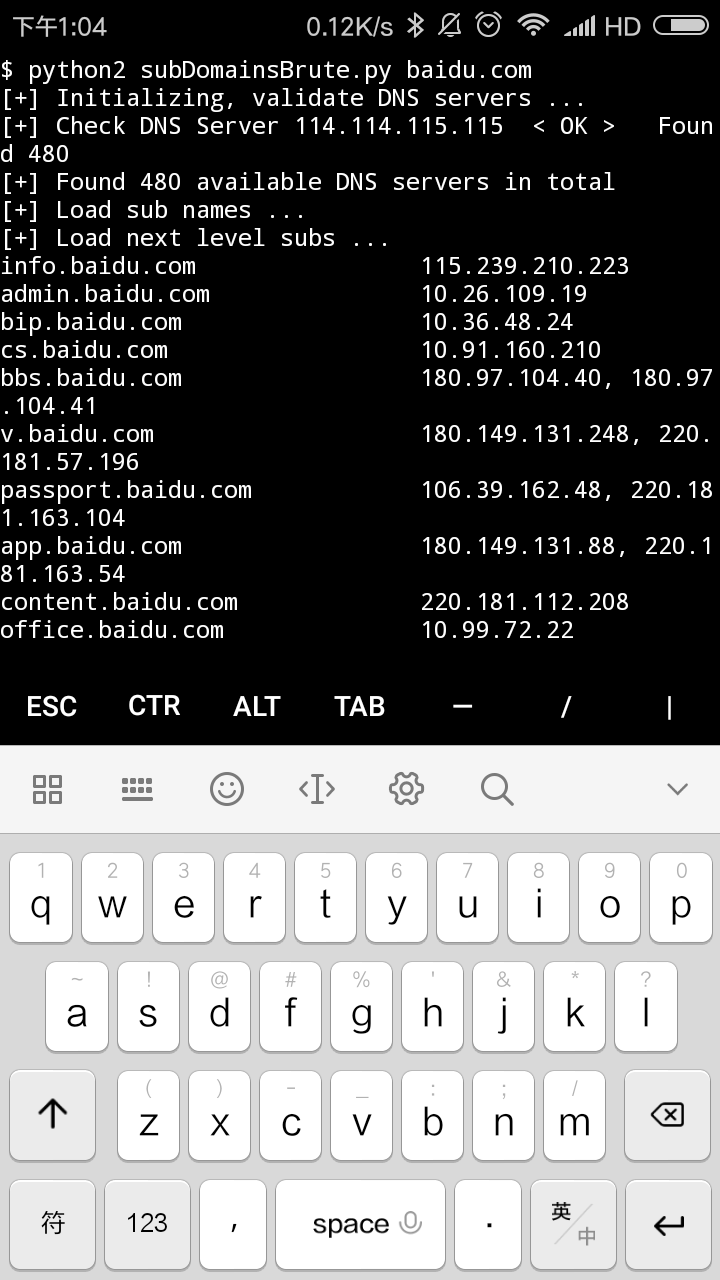 下午1:04 0.12K/s HD
$ python2 subDomainsBrute.py baidu.com
[+] Initializing, validate DNS servers ...
[+] Check DNS Server 114.114.115.115  < OK >   Foun
d 480
[+] Found 480 available DNS servers in total
[+] Load sub names ...
[+] Load next level subs ...
info.baidu.com                115.239.210.223
admin.baidu.com               10.26.109.19
bip.baidu.com                 10.36.48.24
cs.baidu.com                  10.91.160.210
bbs.baidu.com                 180.97.104.40, 180.97
.104.41
v.baidu.com                   180.149.131.248, 220.
181.57.196
passport.baidu.com            106.39.162.48, 220.18
1.163.104
app.baidu.com                 180.149.131.88, 220.1
81.163.54
content.baidu.com             220.181.112.208
office.baidu.com              10.99.72.22
ESC CTR ALT TAB — / |
1 2 3 4 5 6 7 8 9 0
q w e r t y u i o p
~ ! @ # % ' & * ?
a s d f g h j k l
( ) - _ : ; /
z x c v b n m
符 123 , space . 英/中